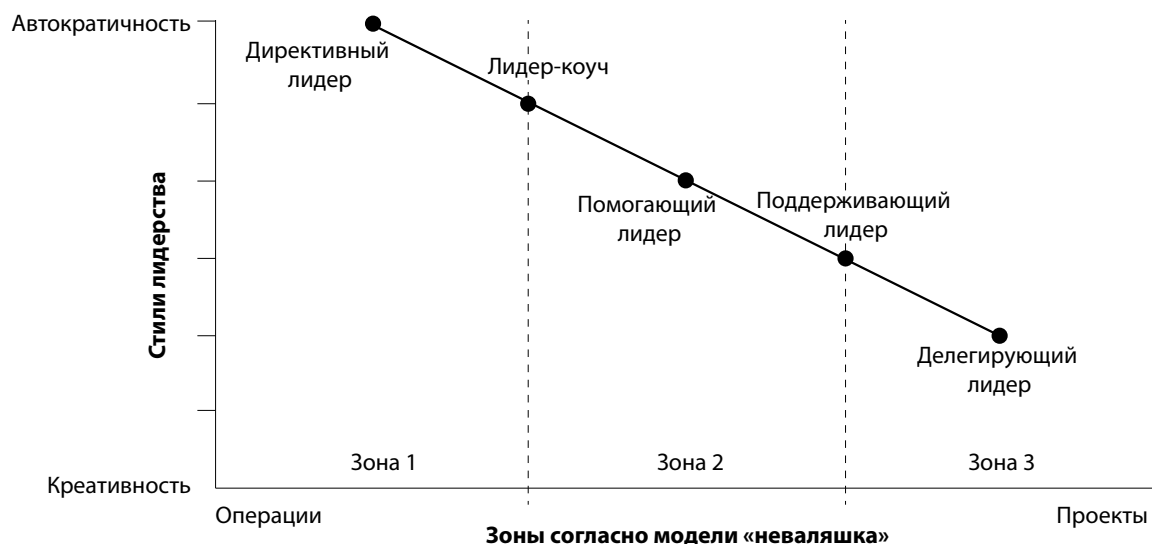 Автократичность
Директивный
лидер
Лидер-коуч
Помогающий
лидер
Поддерживающий
лидер
Делегирующий
лидер
Стили лидерства
Зона 1
Зона 2
Зона 3
Креативность
Операции
Проекты
Зоны согласно модели «неваляшка»